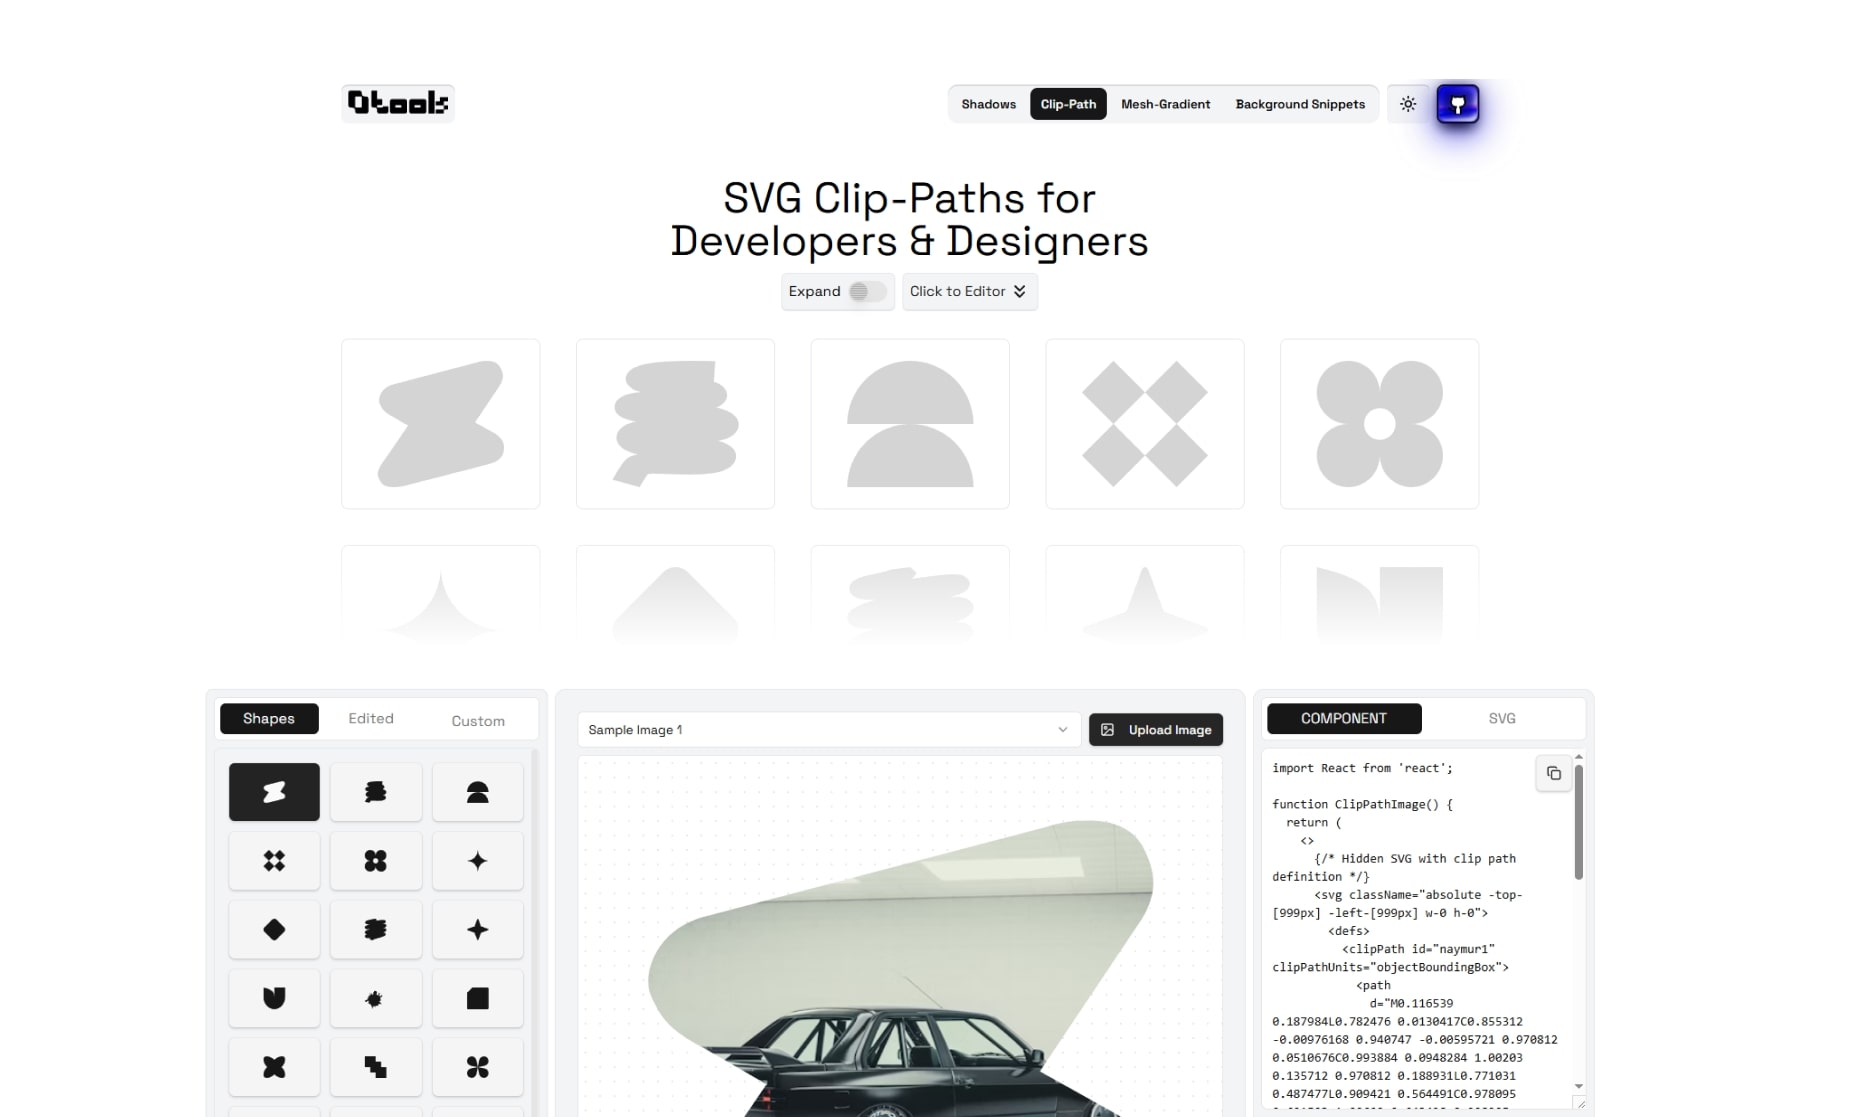 Qtools
Shadows
Clip-Path
Mesh-Gradient
Background Snippets
SVG Clip-Paths for
Developers & Designers
Expand
Click to Editor
Shapes
Edited
Custom
Sample Image 1
Upload Image
COMPONENT
SVG
import React from 'react';
function ClipPathImage() {
return (
<>
{/* Hidden SVG with clip path
definition */}
<svg className="absolute -top-
[999px] -left-[999px] w-0 h-0">
<defs>
<clipPath id="naymur1"
clipPathUnits="objectBoundingBox">
<path
d="M0.116539
0.187984L0.782476 0.0130417C0.855312
-0.00976168 0.940747 -0.00595721 0.970812
0.0510676C0.993884 0.0948284 1.00203
0.135712 0.970812 0.188931L0.771031
0.487477L0.909421 0.564491C0.978095